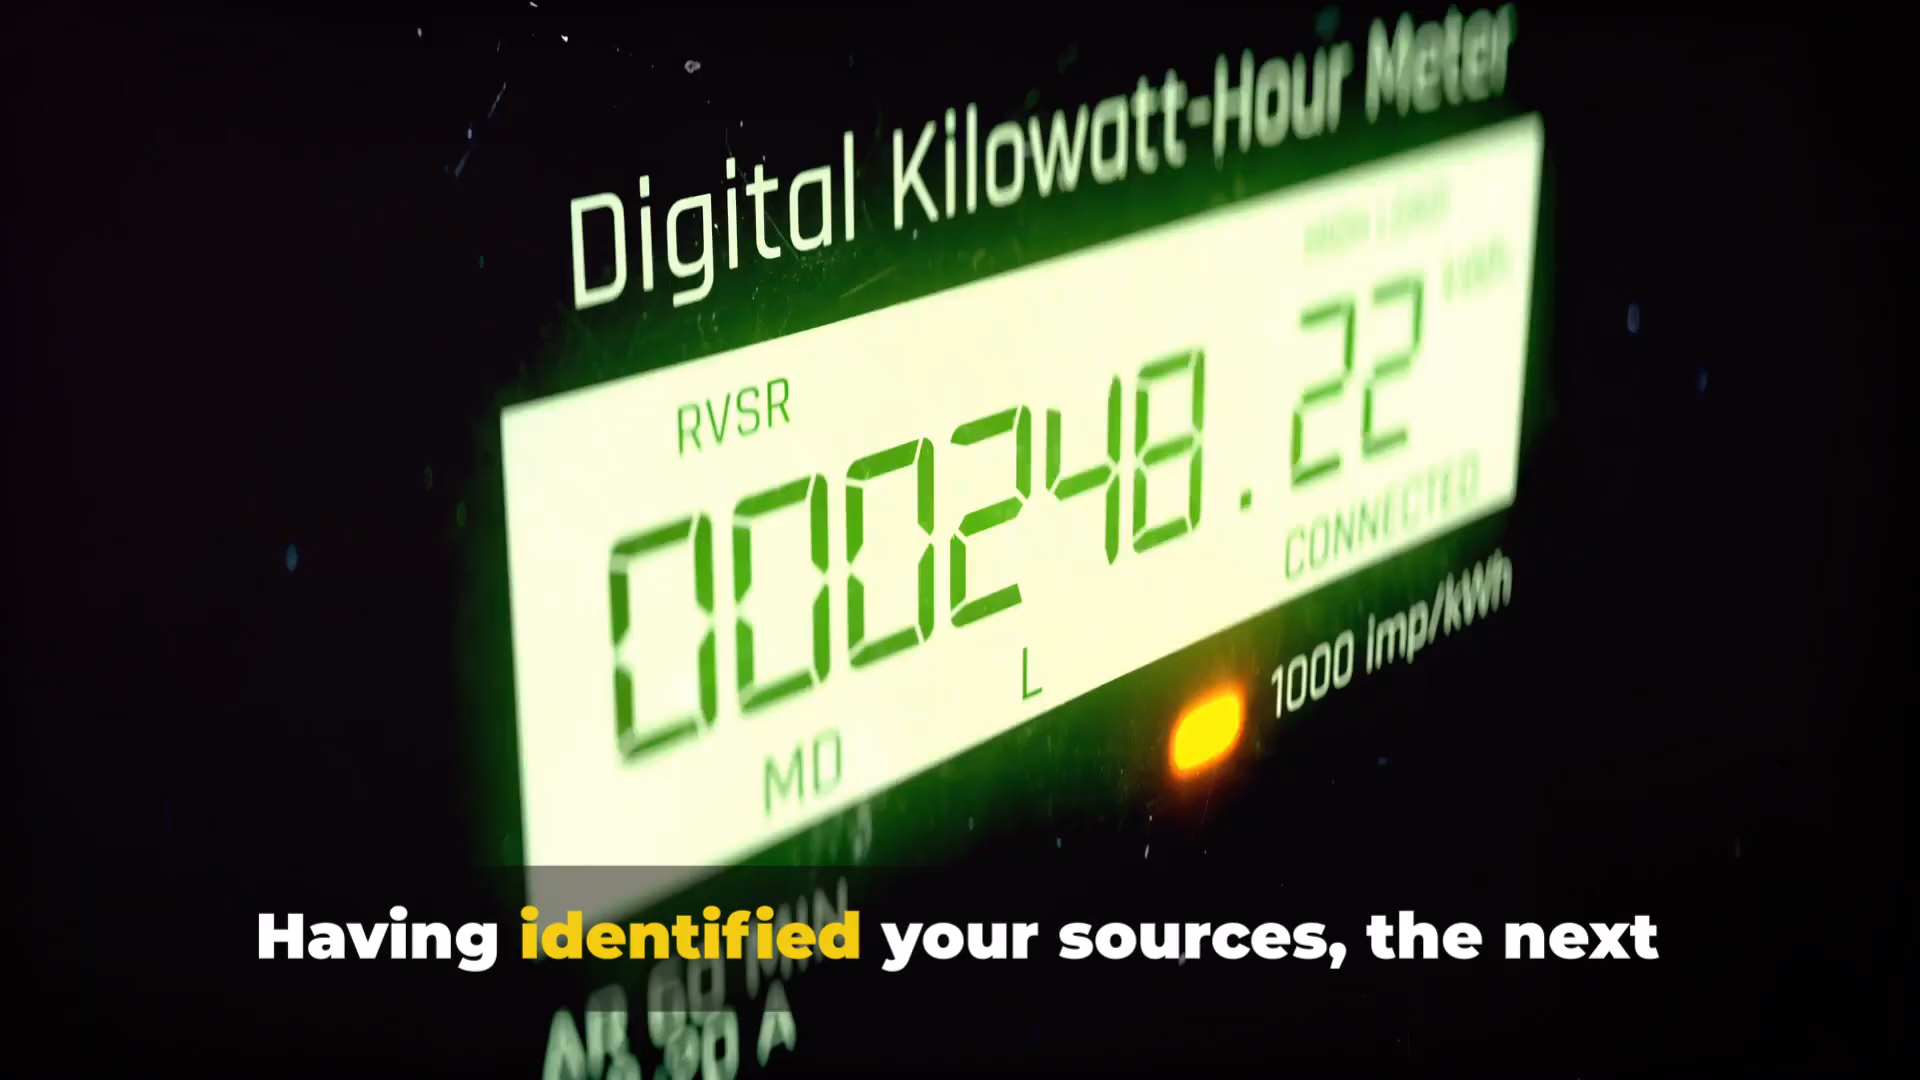 Digital Kilowatt-Hour Meter
RVSR
000248.22
CONNECTED
L
MD
1000 Imp/kWh
Having identified your sources, the next